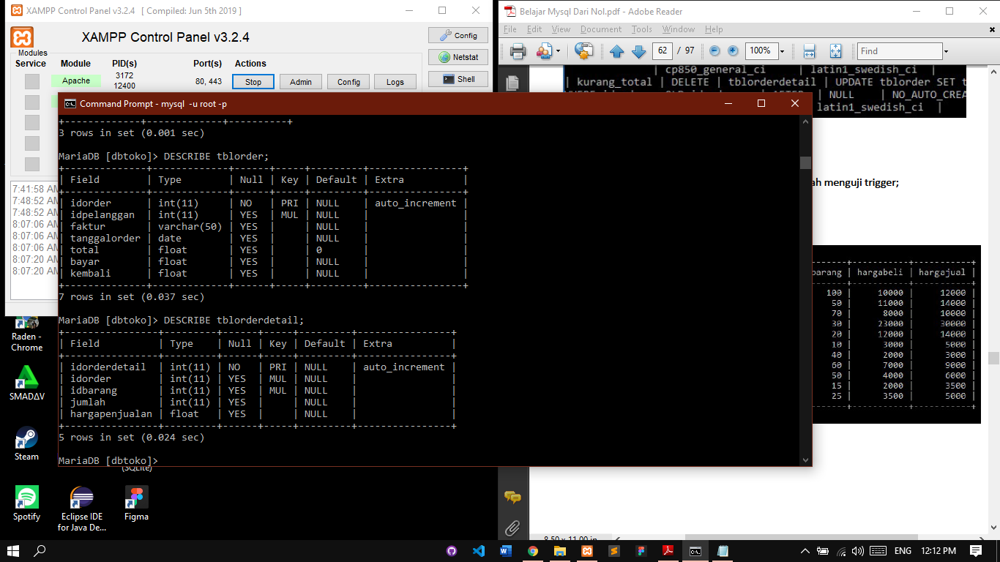 XAMPP Control Panel v3.2.4 [ Compiled: Jun 5th 2019 ]
XAMPP Control Panel v3.2.4
Config
Modules
Service
Module
PID(s)
Port(s)
Actions
Netstat
Apache
3172
12400
80, 443
Stop
Admin
Config
Logs
Shell
7:41:58 AM
7:48:52 AM
7:48:52 AM
8:07:06 AM
8:07:06 AM
8:07:06 AM
8:07:20 AM
8:07:20 AM
Belajar Mysql Dari Nol.pdf - Adobe Reader
File Edit View Document Tools Window Help
62 / 97
100%
Find
| cp850_general_ci | latin1_swedish_ci |
| kurang_total | DELETE | tblorderdetail | UPDATE tblorder SET t
| NULL | NO_AUTO_CREA
latin1_swedish_ci |
ah menguji trigger;
------+-----------+-----------+
barang | hargabeli | hargajual |
------+-----------+-----------+
100 | 10000 | 12000 |
50 | 11000 | 14000 |
70 | 8000 | 10000 |
30 | 23000 | 30000 |
20 | 12000 | 14000 |
10 | 3000 | 5000 |
40 | 2000 | 3000 |
60 | 7000 | 9000 |
50 | 4000 | 6000 |
15 | 2000 | 3500 |
25 | 3500 | 5000 |
------+-----------+-----------+
8.50 x 11.00 in
Command Prompt - mysql -u root -p
+-------------+-------------+----------+
3 rows in set (0.001 sec)
MariaDB [dbtoko]> DESCRIBE tblorder;
+--------------+-------------+------+-----+---------+----------------+
| Field | Type | Null | Key | Default | Extra |
+--------------+-------------+------+-----+---------+----------------+
| idorder | int(11) | NO | PRI | NULL | auto_increment |
| idpelanggan | int(11) | YES | MUL | NULL | |
| faktur | varchar(50) | YES | | NULL | |
| tanggalorder | date | YES | | NULL | |
| total | float | YES | | 0 | |
| bayar | float | YES | | NULL | |
| kembali | float | YES | | NULL | |
+--------------+-------------+------+-----+---------+----------------+
7 rows in set (0.037 sec)
MariaDB [dbtoko]> DESCRIBE tblorderdetail;
+----------------+---------+------+-----+---------+----------------+
| Field | Type | Null | Key | Default | Extra |
+----------------+---------+------+-----+---------+----------------+
| idorderdetail | int(11) | NO | PRI | NULL | auto_increment |
| idorder | int(11) | YES | MUL | NULL | |
| idbarang | int(11) | YES | MUL | NULL | |
| jumlah | int(11) | YES | | NULL | |
| hargapenjualan | float | YES | | NULL | |
+----------------+---------+------+-----+---------+----------------+
5 rows in set (0.024 sec)
MariaDB [dbtoko]>
Raden -
Chrome
SMADΔV
Steam
(SQLite)
Spotify
Eclipse IDE
for Java De...
Figma
ENG
12:12 PM